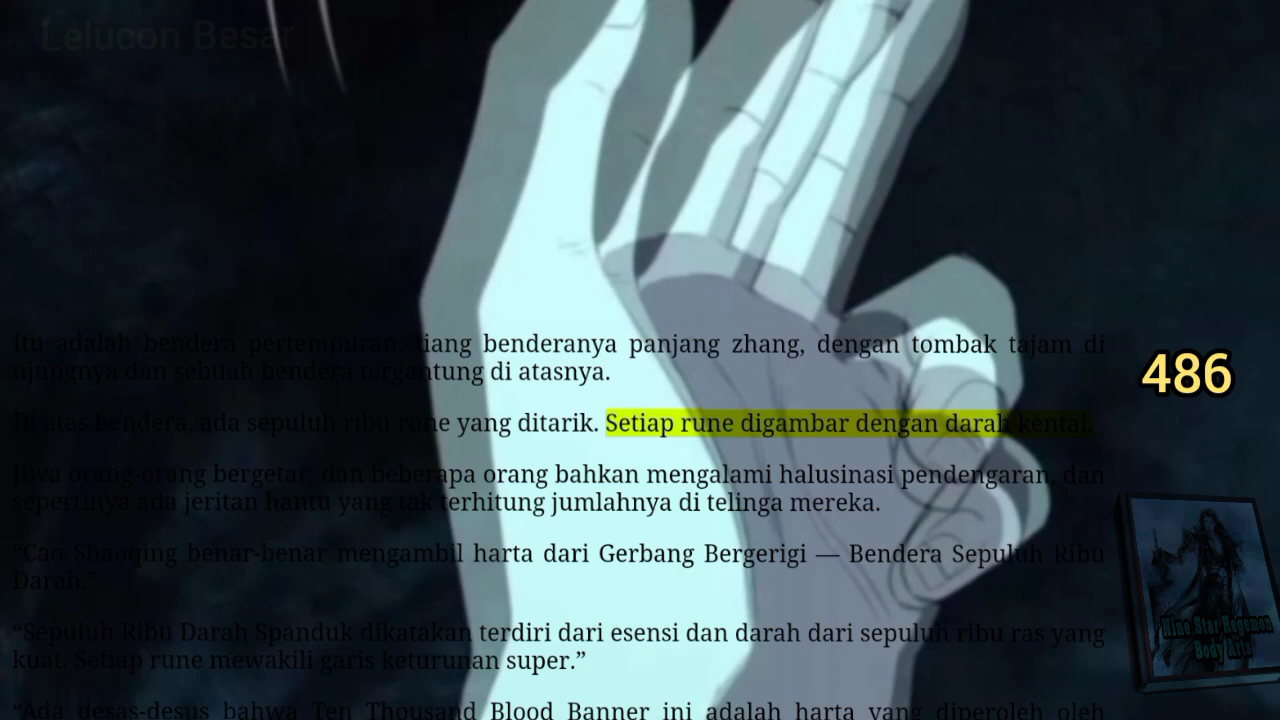 Lelucon Besar
Itu adalah bendera pertempuran, tiang benderanya panjang zhang, dengan tombak tajam di
ujungnya dan sebuah bendera tergantung di atasnya.
Di atas bendera, ada sepuluh ribu rune yang ditarik. Setiap rune digambar dengan darah kental.
Jiwa orang-orang bergetar, dan beberapa orang bahkan mengalami halusinasi pendengaran, dan
sepertinya ada jeritan hantu yang tak terhitung jumlahnya di telinga mereka.
“Cao Shaoqing benar-benar mengambil harta dari Gerbang Bergerigi — Bendera Sepuluh Ribu
Darah.”
“Sepuluh Ribu Darah Spanduk dikatakan terdiri dari esensi dan darah dari sepuluh ribu ras yang
kuat. Setiap rune mewakili garis keturunan super.”
“Ada desas-desus bahwa Ten Thousand Blood Banner ini adalah harta yang diperoleh oleh
486
Nine Star Hegemon
Body Arts